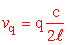 v_q = q c/2ℓ